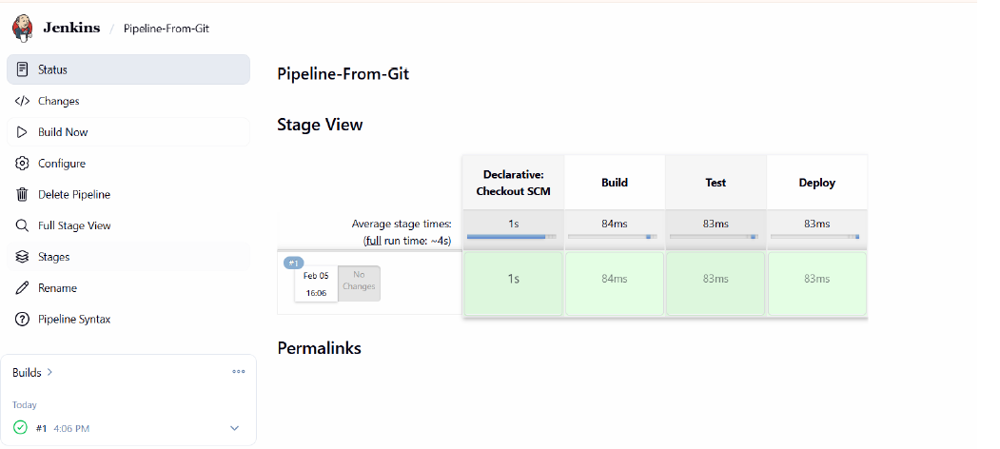 Jenkins / Pipeline-From-Git
Status
Changes
Build Now
Configure
Delete Pipeline
Full Stage View
Stages
Rename
Pipeline Syntax
Builds
Today
#1 4:06 PM
Pipeline-From-Git
Stage View
Declarative:
Checkout SCM
Build
Test
Deploy
Average stage times:
(full run time: ~4s)
1s
84ms
83ms
83ms
#1
Feb 05
16:06
No
Changes
1s
84ms
83ms
83ms
Permalinks